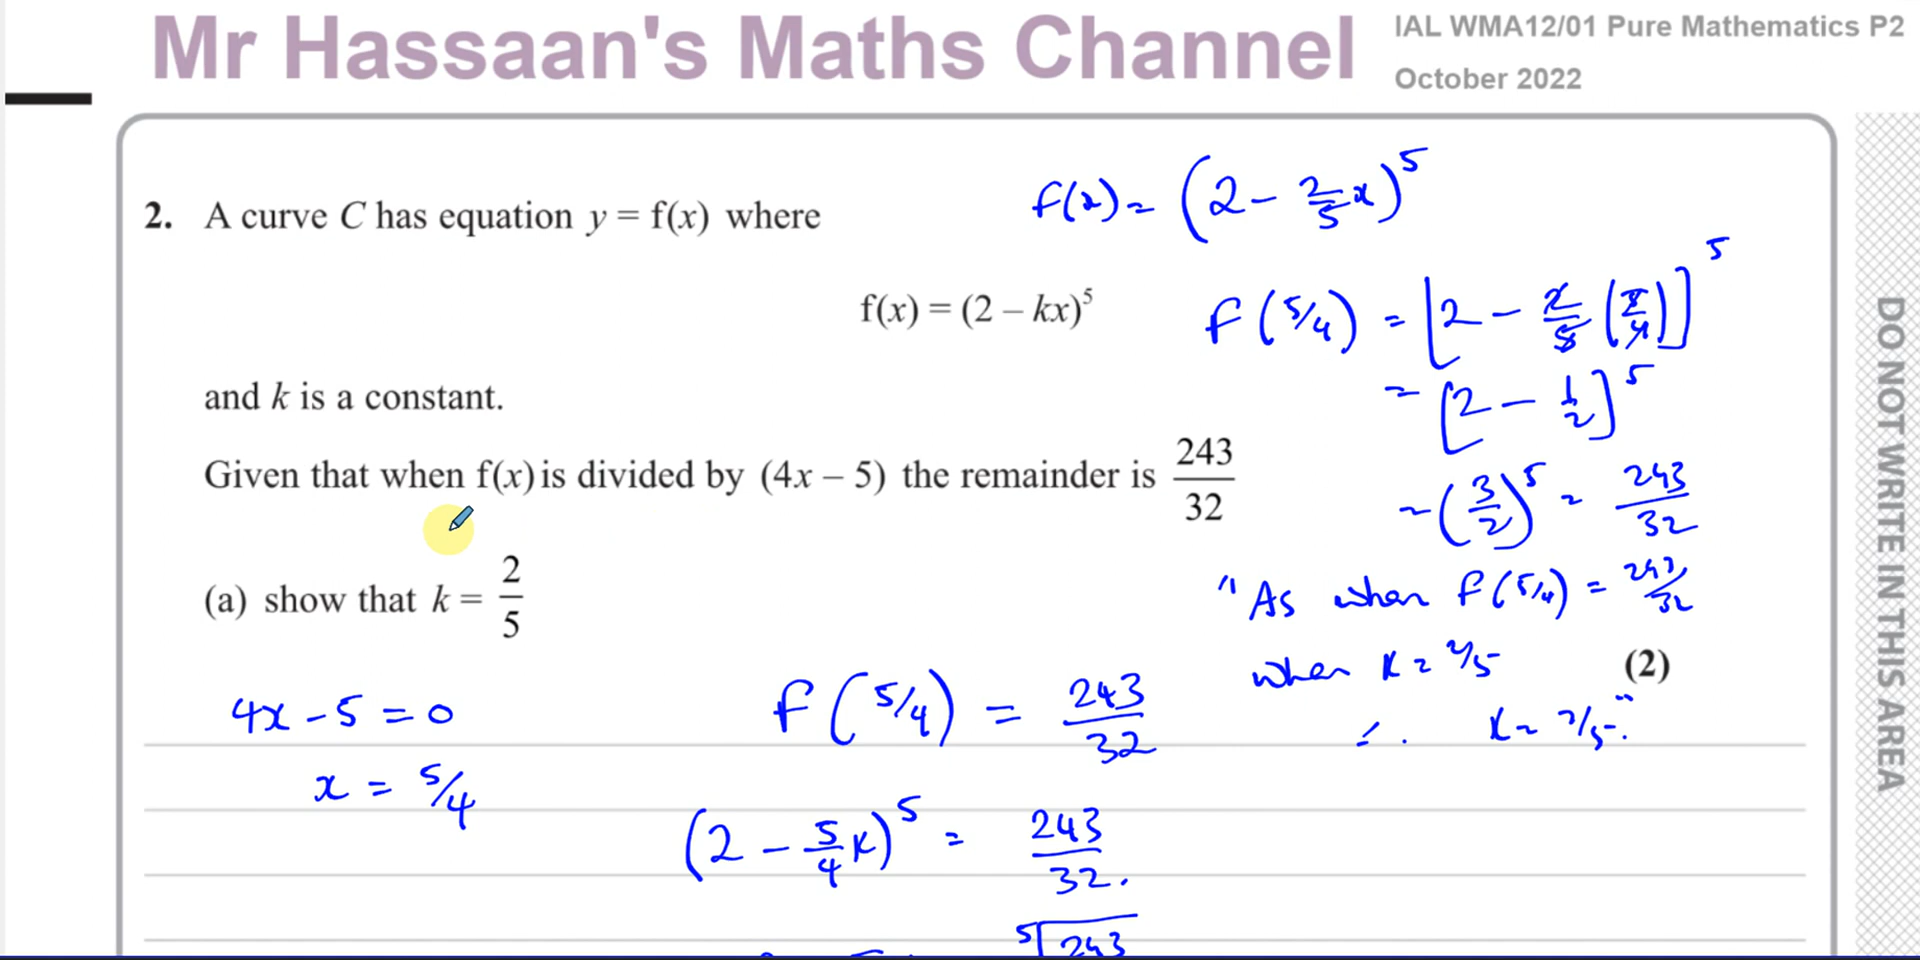 Mr Hassaan's Maths Channel
IAL WMA12/01 Pure Mathematics P2
October 2022
2. A curve C has equation y = f(x) where
f(x) = (2 – kx)⁵
and k is a constant.
Given that when f(x) is divided by (4x – 5) the remainder is 243/32
(a) show that k = 2/5
(2)
f(x) = (2 - 2/5 x)⁵
f(5/4) = [2 - 2/5 (5/4)]⁵
= [2 - 1/2]⁵
= (3/2)⁵ = 243/32
"As when f(5/4) = 243/32
when k = 2/5
∴ k = 2/5."
4x - 5 = 0
x = 5/4
f(5/4) = 243/32
(2 - 5/4 k)⁵ = 243/32.
⁵√243
DO NOT WRITE IN THIS AREA